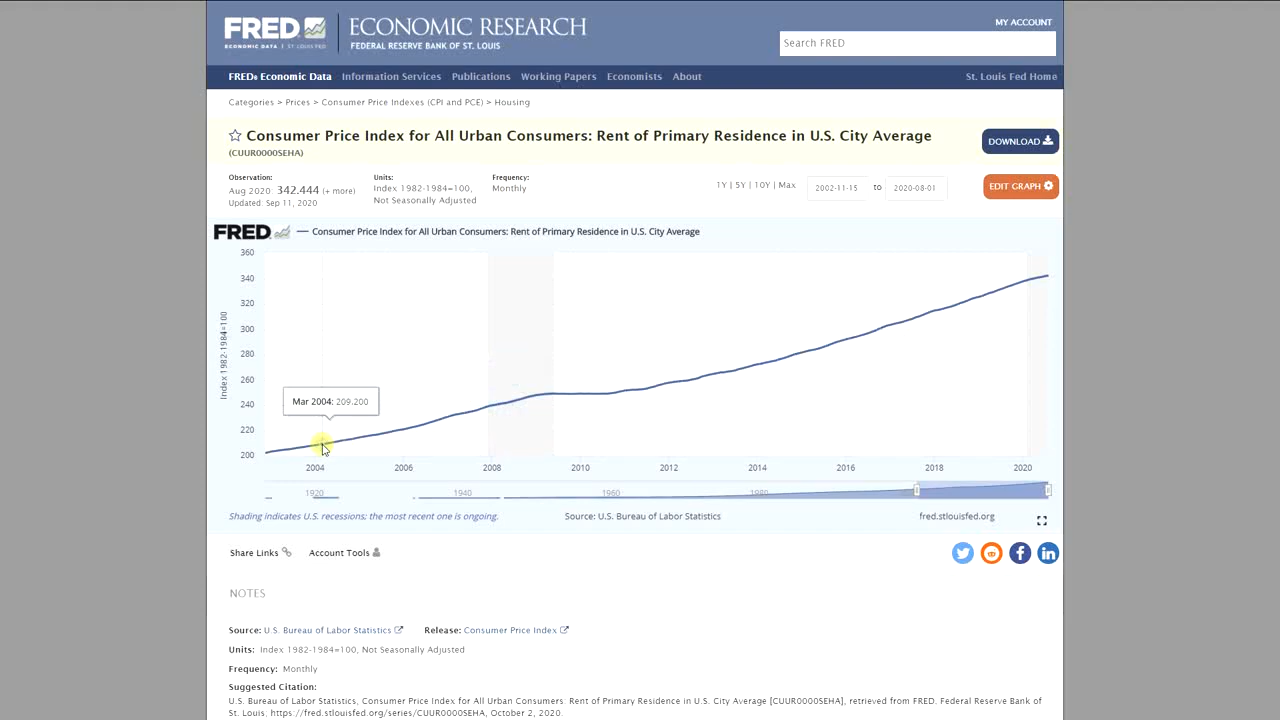 FRED ECONOMIC RESEARCH
ECONOMIC DATA | ST. LOUIS FED
FEDERAL RESERVE BANK OF ST. LOUIS
MY ACCOUNT
Search FRED
FRED® Economic Data Information Services Publications Working Papers Economists About St. Louis Fed Home
Categories > Prices > Consumer Price Indexes (CPI and PCE) > Housing
Consumer Price Index for All Urban Consumers: Rent of Primary Residence in U.S. City Average
(CUUR0000SEHA)
DOWNLOAD
Observation:
Aug 2020: 342.444 (+ more)
Updated: Sep 11, 2020
Units:
Index 1982-1984=100,
Not Seasonally Adjusted
Frequency:
Monthly
1Y | 5Y | 10Y | Max 2002-11-15 to 2020-08-01
EDIT GRAPH
FRED Consumer Price Index for All Urban Consumers: Rent of Primary Residence in U.S. City Average
360
340
320
300
280
260
240
220
200
Index 1982-1984=100
Mar 2004: 209.200
2004 2006 2008 2010 2012 2014 2016 2018 2020
1920 1940 1960 1980
Shading indicates U.S. recessions; the most recent one is ongoing. Source: U.S. Bureau of Labor Statistics fred.stlouisfed.org
Share Links Account Tools
NOTES
Source: U.S. Bureau of Labor Statistics Release: Consumer Price Index
Units: Index 1982-1984=100, Not Seasonally Adjusted
Frequency: Monthly
Suggested Citation:
U.S. Bureau of Labor Statistics, Consumer Price Index for All Urban Consumers: Rent of Primary Residence in U.S. City Average [CUUR0000SEHA], retrieved from FRED, Federal Reserve Bank of
St. Louis; https://fred.stlouisfed.org/series/CUUR0000SEHA, October 2, 2020.